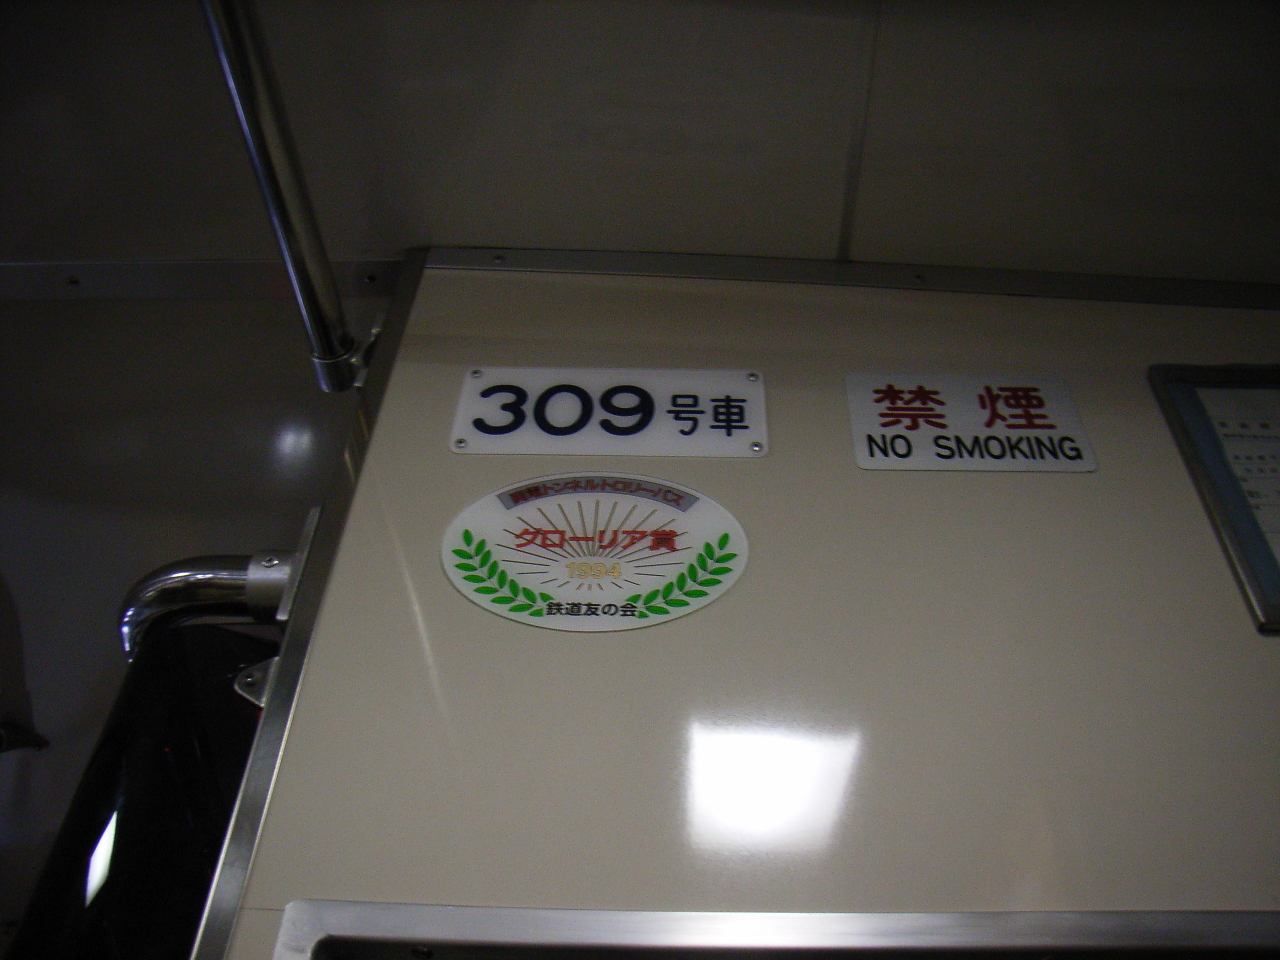 309号車
禁煙
NO SMOKING
関電トンネルトロリーバス
グローリア賞
1994
鉄道友の会